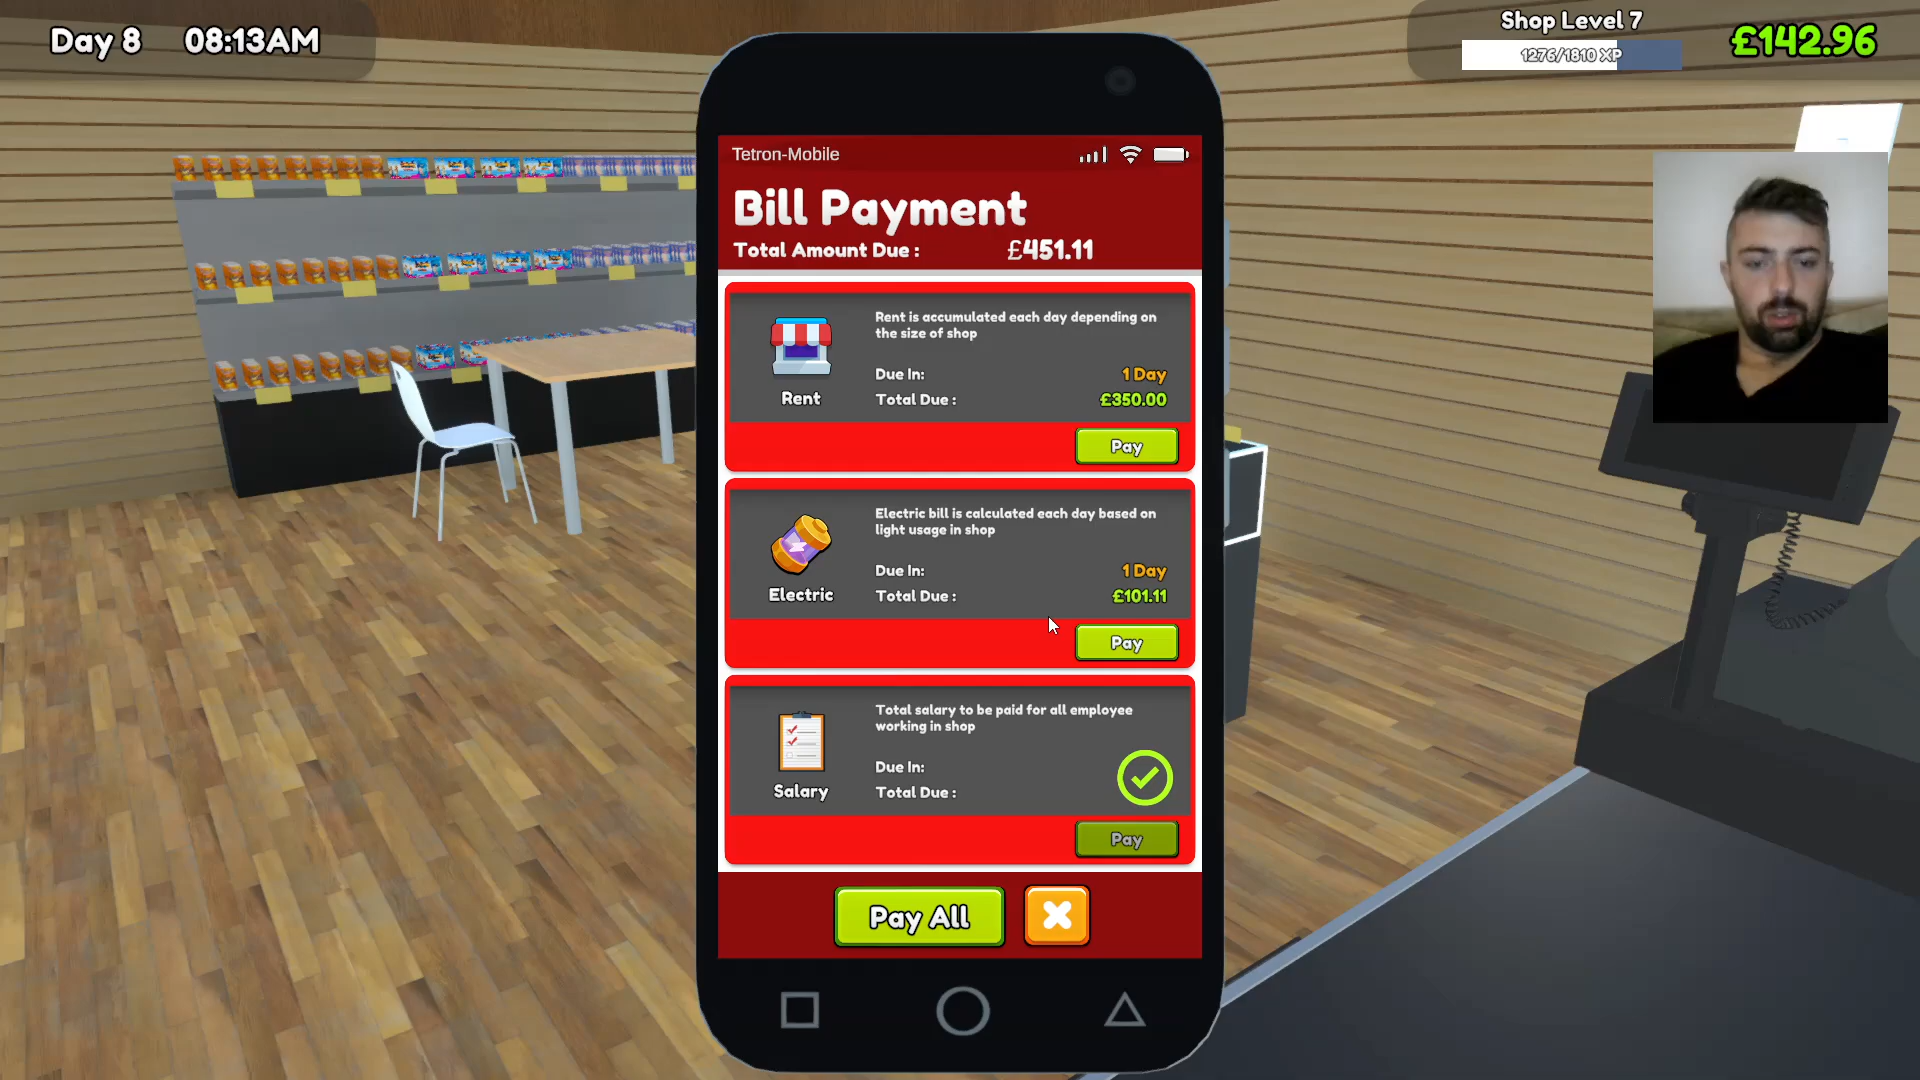 Day 8 08:13AM
Shop Level 7
1276/1810 XP
£142.96
Tetron-Mobile
Bill Payment
Total Amount Due : £451.11
Rent is accumulated each day depending on
the size of shop
Due In: 1 Day
Total Due : £350.00
Rent
Pay
Electric bill is calculated each day based on
light usage in shop
Due In: 1 Day
Total Due : £101.11
Electric
Pay
Total salary to be paid for all employee
working in shop
Due In:
Total Due :
Salary
Pay
Pay All